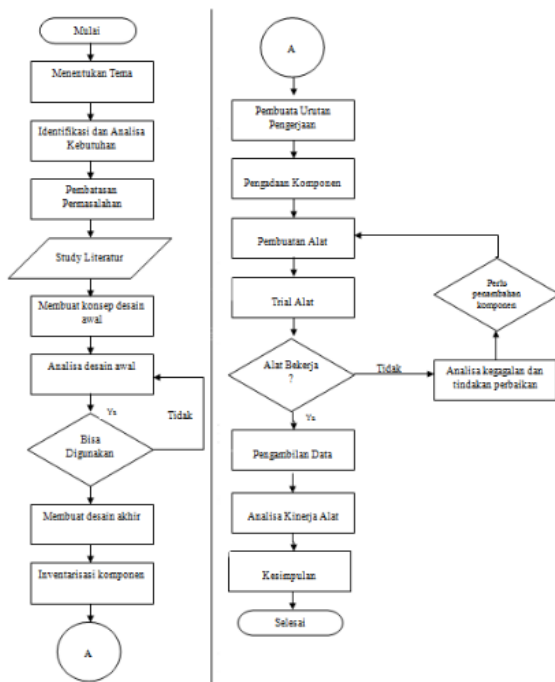 Mulai
Menentukan Tema
Identifikasi dan Analisa
Kebutuhan
Pembatasan
Permasalahan
Study Literatur
Membuat konsep desain
awal
Analisa desain awal
Ya
Tidak
Bisa
Digunakan
Membuat desain akhir
Inventarisasi komponen
A
A
Pembuata Urutan
Pengerjaan
Pengadaan Komponen
Pembuatan Alat
Trial Alat
Perlu
penambahan
komponen
Alat Bekerja
?
Tidak
Analisa kegagalan dan
tindakan perbaikan
Ya
Pengambilan Data
Analisa Kinerja Alat
Kesimpulan
Selesai